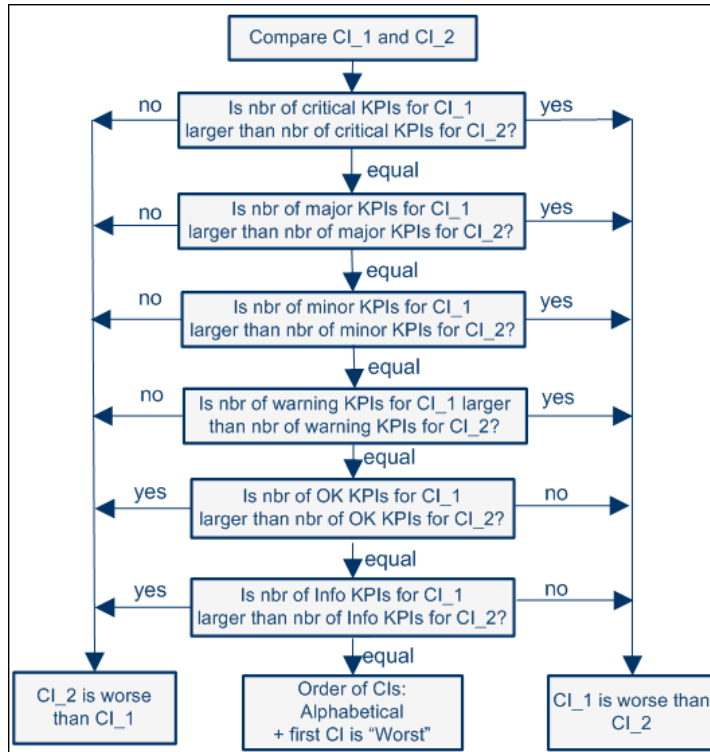 Compare CI_1 and CI_2
no
Is nbr of critical KPIs for CI_1
larger than nbr of critical KPIs for CI_2?
yes
equal
no
Is nbr of major KPIs for CI_1
larger than nbr of major KPIs for CI_2?
yes
equal
no
Is nbr of minor KPIs for CI_1
larger than nbr of minor KPIs for CI_2?
yes
equal
no
Is nbr of warning KPIs for CI_1 larger
than nbr of warning KPIs for CI_2?
yes
equal
yes
Is nbr of OK KPIs for CI_1
larger than nbr of OK KPIs for CI_2?
no
equal
yes
Is nbr of Info KPIs for CI_1
larger than nbr of Info KPIs for CI_2?
no
equal
CI_2 is worse
than CI_1
Order of CIs:
Alphabetical
+ first CI is “Worst”
CI_1 is worse than
CI_2